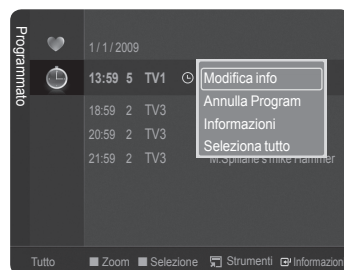 Programmato
1 / 1 / 2009
13:59 5 TV1
18:59 2 TV3
20:59 2 TV3
21:59 2 TV3 M.Spillane's mike Hammer
Modifica info
Annulla Program
Informazioni
Seleziona tutto
Tutto Zoom Selezione Strumenti Informazion